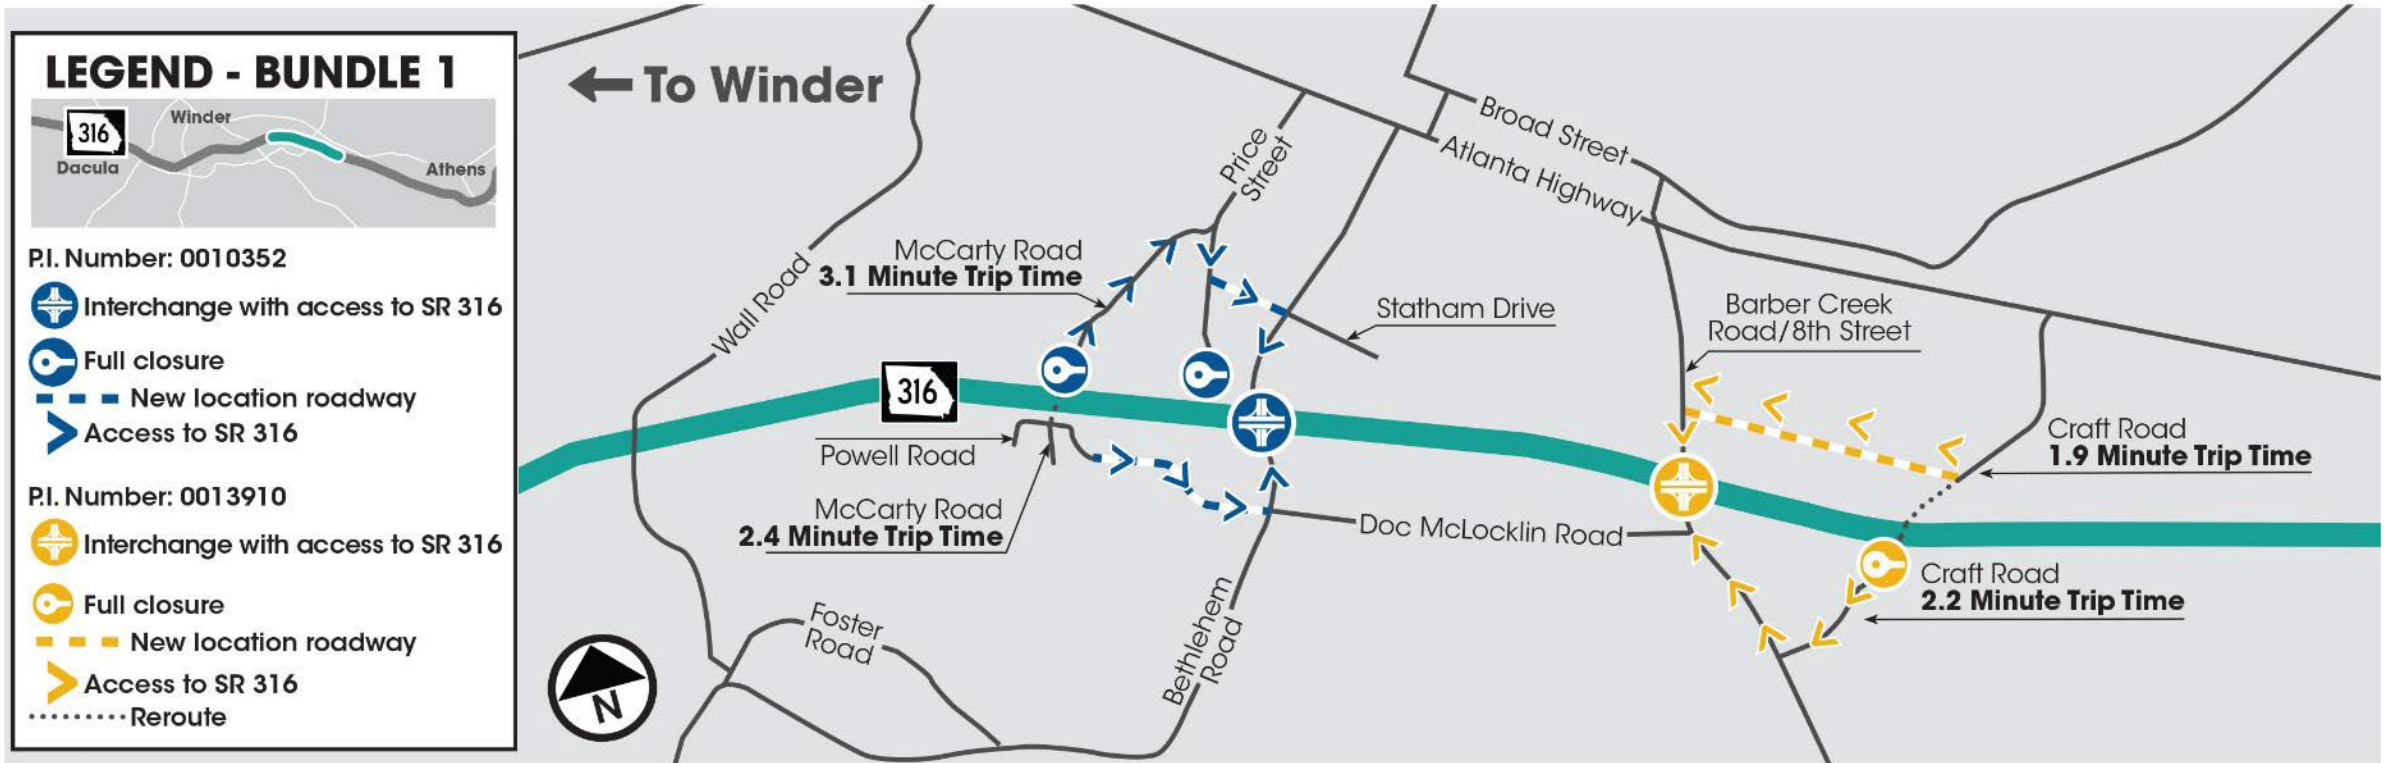 LEGEND - BUNDLE 1
Winder
316
Dacula
Athens
P.I. Number: 0010352
Interchange with access to SR 316
Full closure
New location roadway
Access to SR 316
P.I. Number: 0013910
Interchange with access to SR 316
Full closure
New location roadway
Access to SR 316
Reroute
To Winder
Broad Street
Atlanta Highway
Price
Street
McCarty Road
3.1 Minute Trip Time
Wall Road
Statham Drive
Barber Creek
Road/8th Street
316
Powell Road
Craft Road
1.9 Minute Trip Time
McCarty Road
2.4 Minute Trip Time
Doc McLocklin Road
Craft Road
2.2 Minute Trip Time
Foster
Road
Bethlehem
Road
N